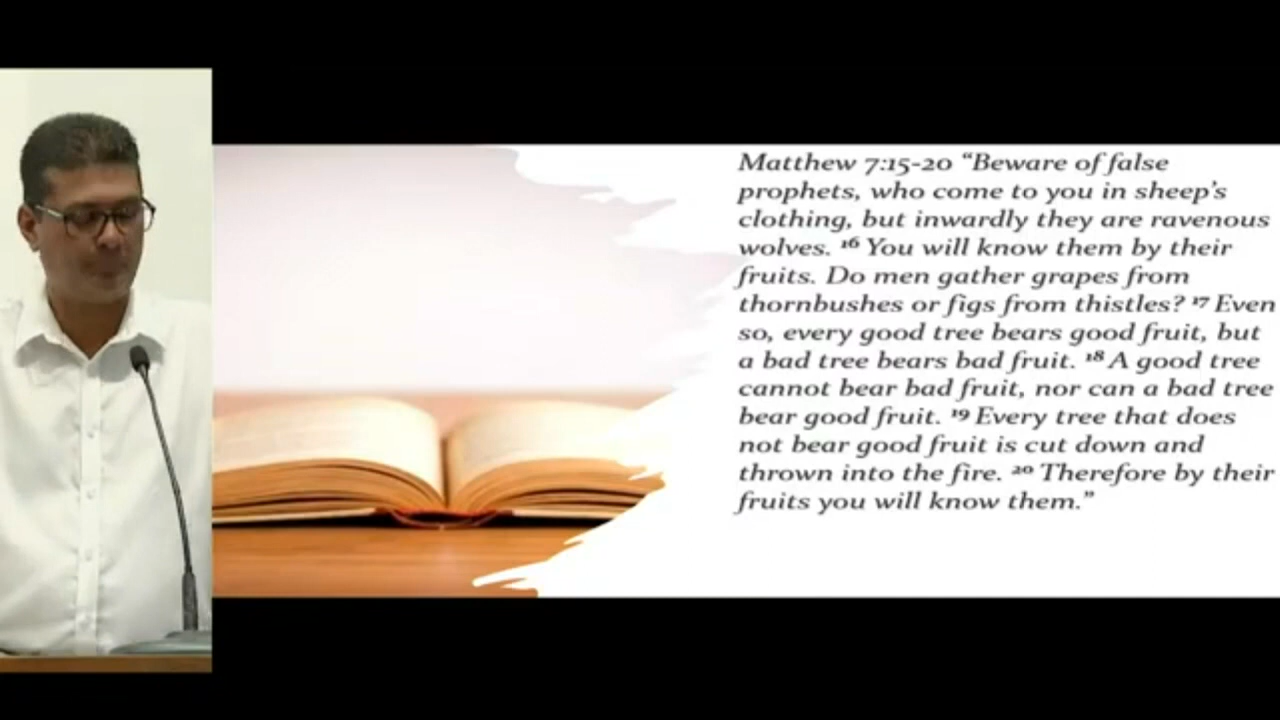 Matthew 7:15-20 “Beware of false
prophets, who come to you in sheep’s
clothing, but inwardly they are ravenous
wolves. ¹⁶ You will know them by their
fruits. Do men gather grapes from
thornbushes or figs from thistles? ¹⁷ Even
so, every good tree bears good fruit, but
a bad tree bears bad fruit. ¹⁸ A good tree
cannot bear bad fruit, nor can a bad tree
bear good fruit. ¹⁹ Every tree that does
not bear good fruit is cut down and
thrown into the fire. ²⁰ Therefore by their
fruits you will know them.”